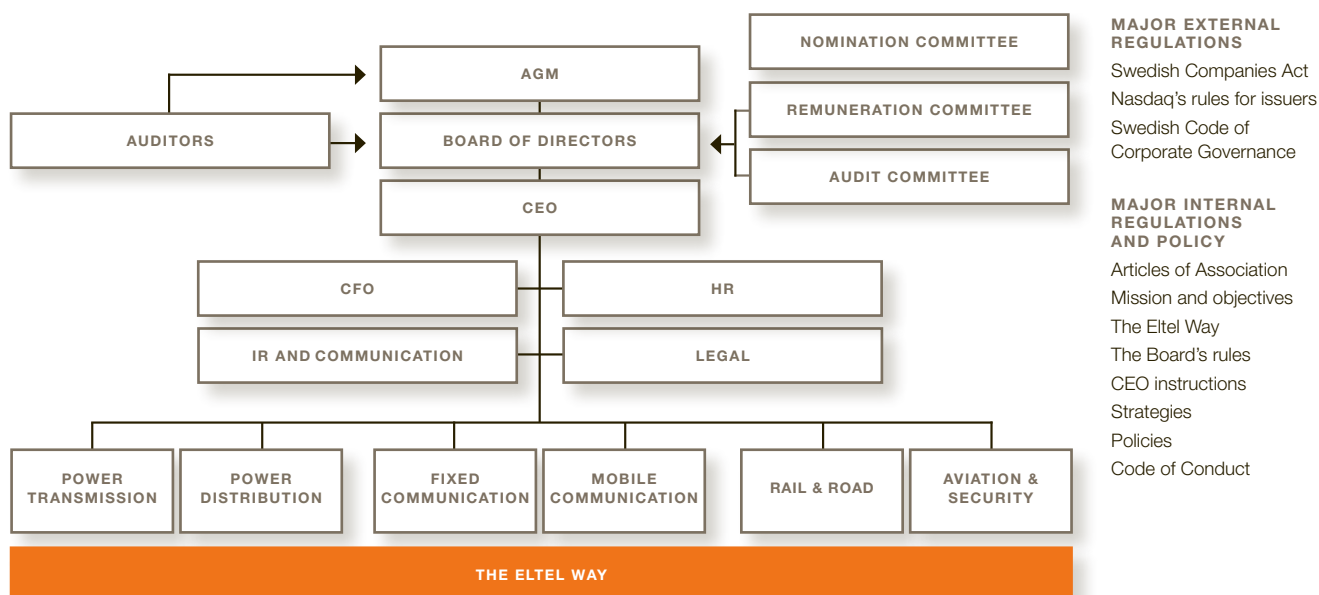 NOMINATION COMMITTEE
AGM
REMUNERATION COMMITTEE
AUDITORS
BOARD OF DIRECTORS
AUDIT COMMITTEE
CEO
CFO
HR
IR AND COMMUNICATION
LEGAL
POWER
TRANSMISSION
POWER
DISTRIBUTION
FIXED
COMMUNICATION
MOBILE
COMMUNICATION
RAIL & ROAD
AVIATION &
SECURITY
THE ELTEL WAY
MAJOR EXTERNAL
REGULATIONS
Swedish Companies Act
Nasdaq's rules for issuers
Swedish Code of
Corporate Governance
MAJOR INTERNAL
REGULATIONS
AND POLICY
Articles of Association
Mission and objectives
The Eltel Way
The Board's rules
CEO instructions
Strategies
Policies
Code of Conduct